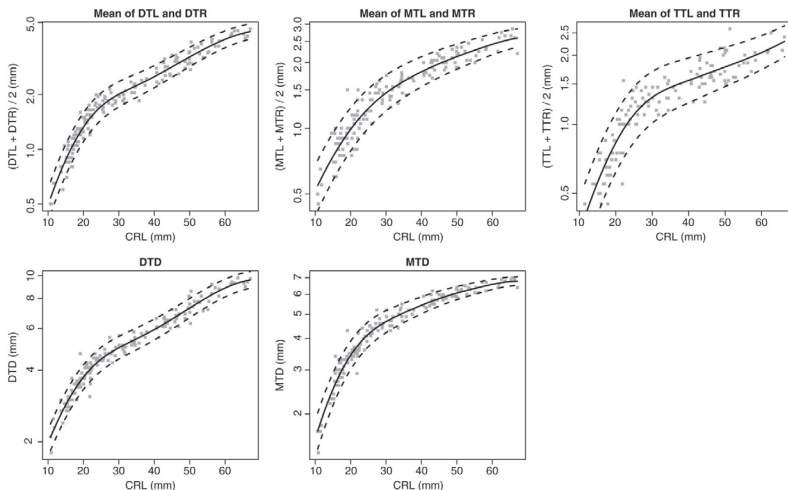 Mean of DTL and DTR
(DTL + DTR) / 2 (mm)
5.0
2.0
1.0
0.5
10 20 30 40 50 60
CRL (mm)
Mean of MTL and MTR
(MTL + MTR) / 2 (mm)
3.0
2.5
2.0
1.5
1.0
0.5
10 20 30 40 50 60
CRL (mm)
Mean of TTL and TTR
(TTL + TTR) / 2 (mm)
2.5
2.0
1.5
1.0
0.5
10 20 30 40 50 60
CRL (mm)
DTD
DTD (mm)
10
8
6
4
2
10 20 30 40 50 60
CRL (mm)
MTD
MTD (mm)
7
6
5
4
3
2
10 20 30 40 50 60
CRL (mm)